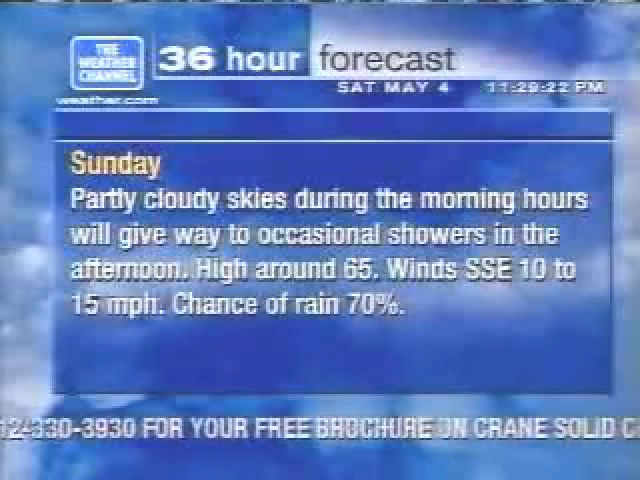 THE
WEATHER
CHANNEL
weather.com
36 hour forecast
SAT MAY 4 11:29:22 PM
Sunday
Partly cloudy skies during the morning hours
will give way to occasional showers in the
afternoon. High around 65. Winds SSE 10 to
15 mph. Chance of rain 70%.
330-3930 FOR YOUR FREE BROCHURE ON CRANE SOLID